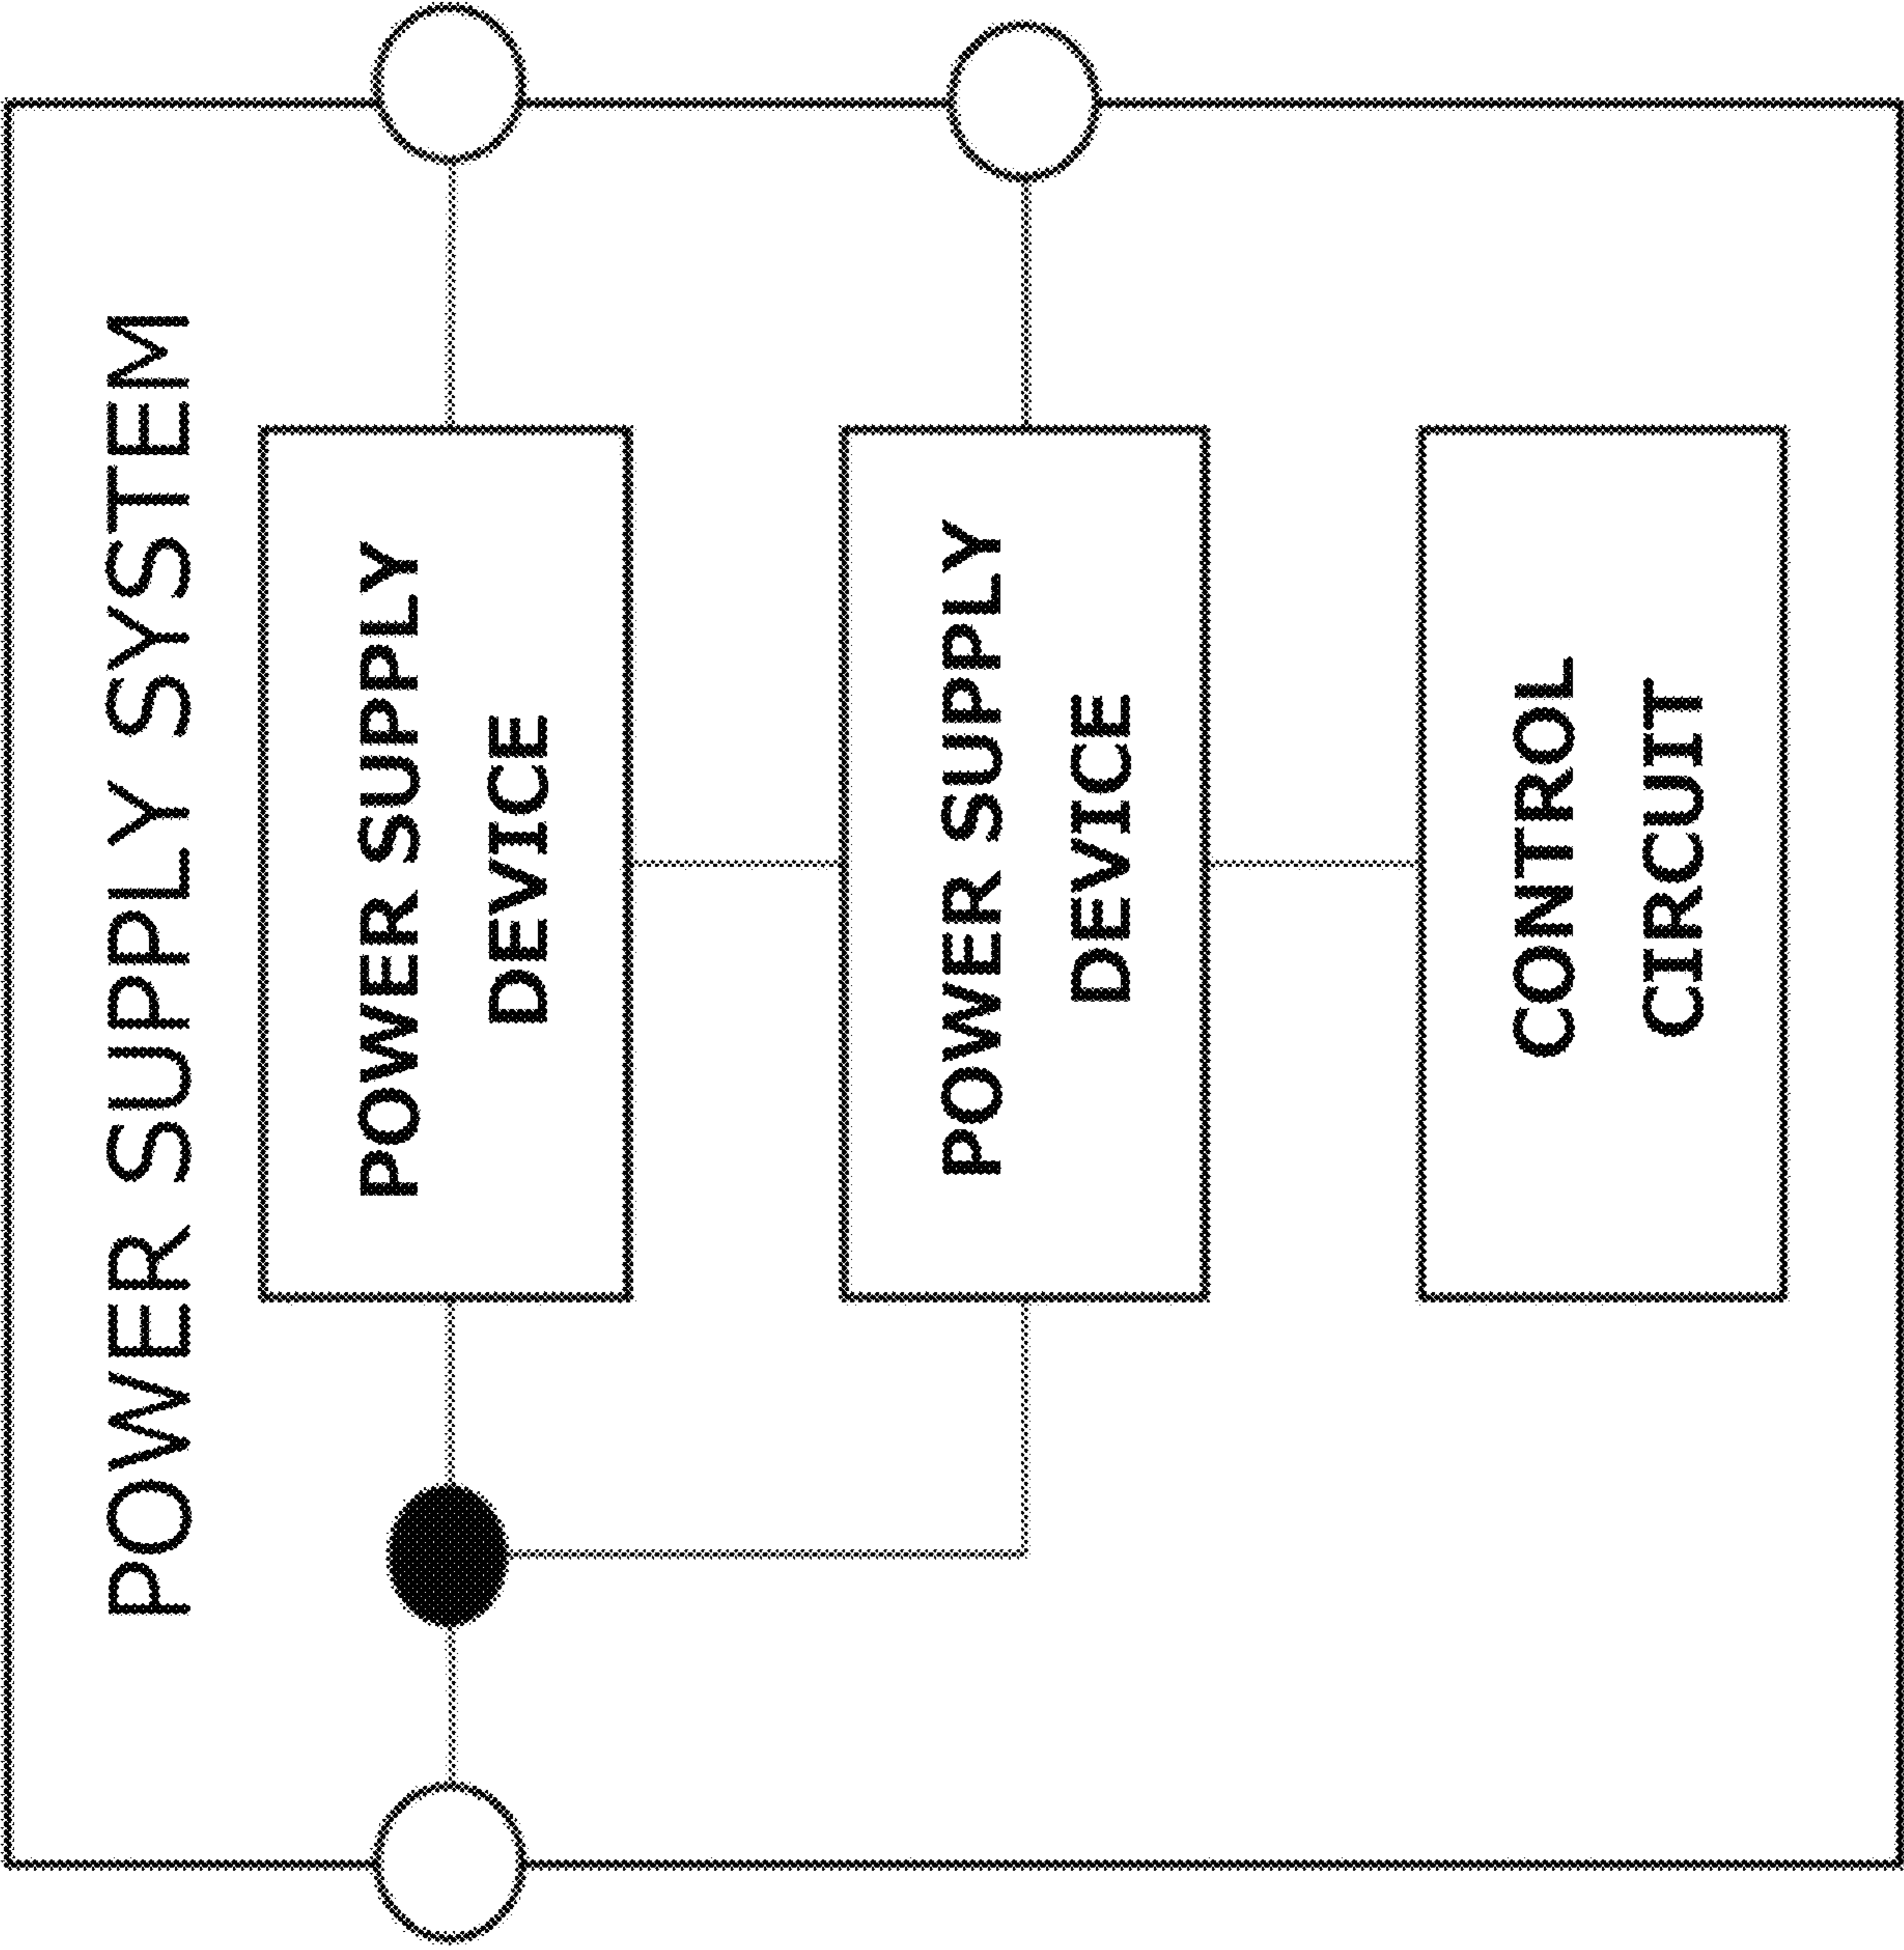 POWER SUPPLY SYSTEM
POWER SUPPLY
DEVICE
POWER SUPPLY
DEVICE
CONTROL
CIRCUIT